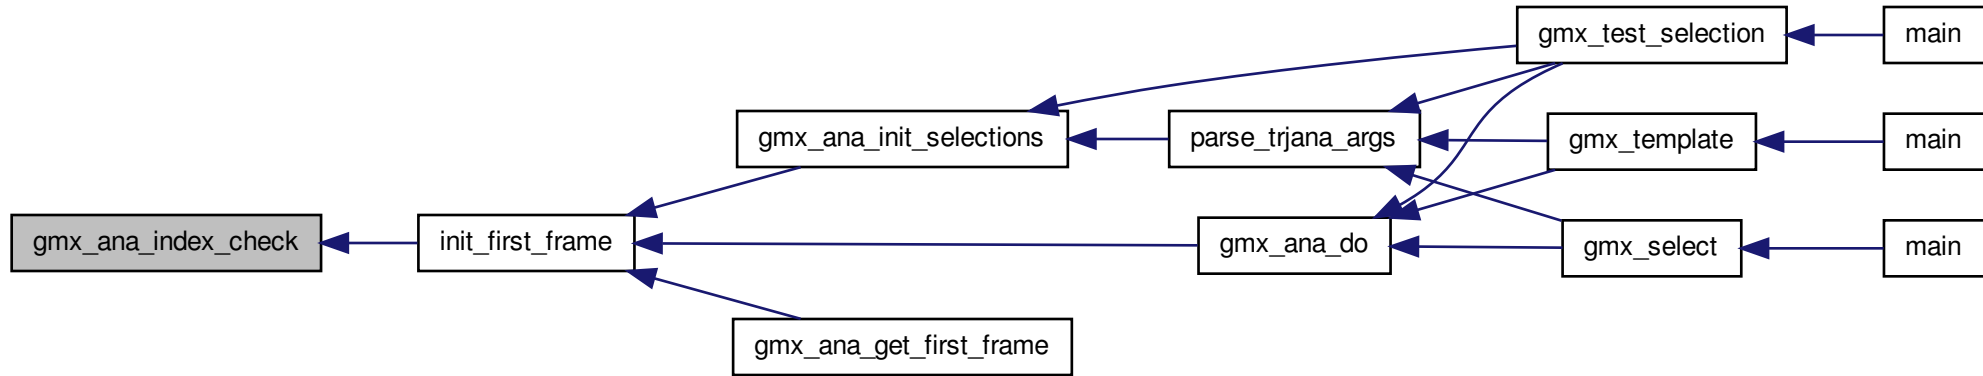 gmx_test_selection
main
gmx_ana_init_selections
parse_trjana_args
gmx_template
main
gmx_ana_index_check
init_first_frame
gmx_ana_do
gmx_select
main
gmx_ana_get_first_frame